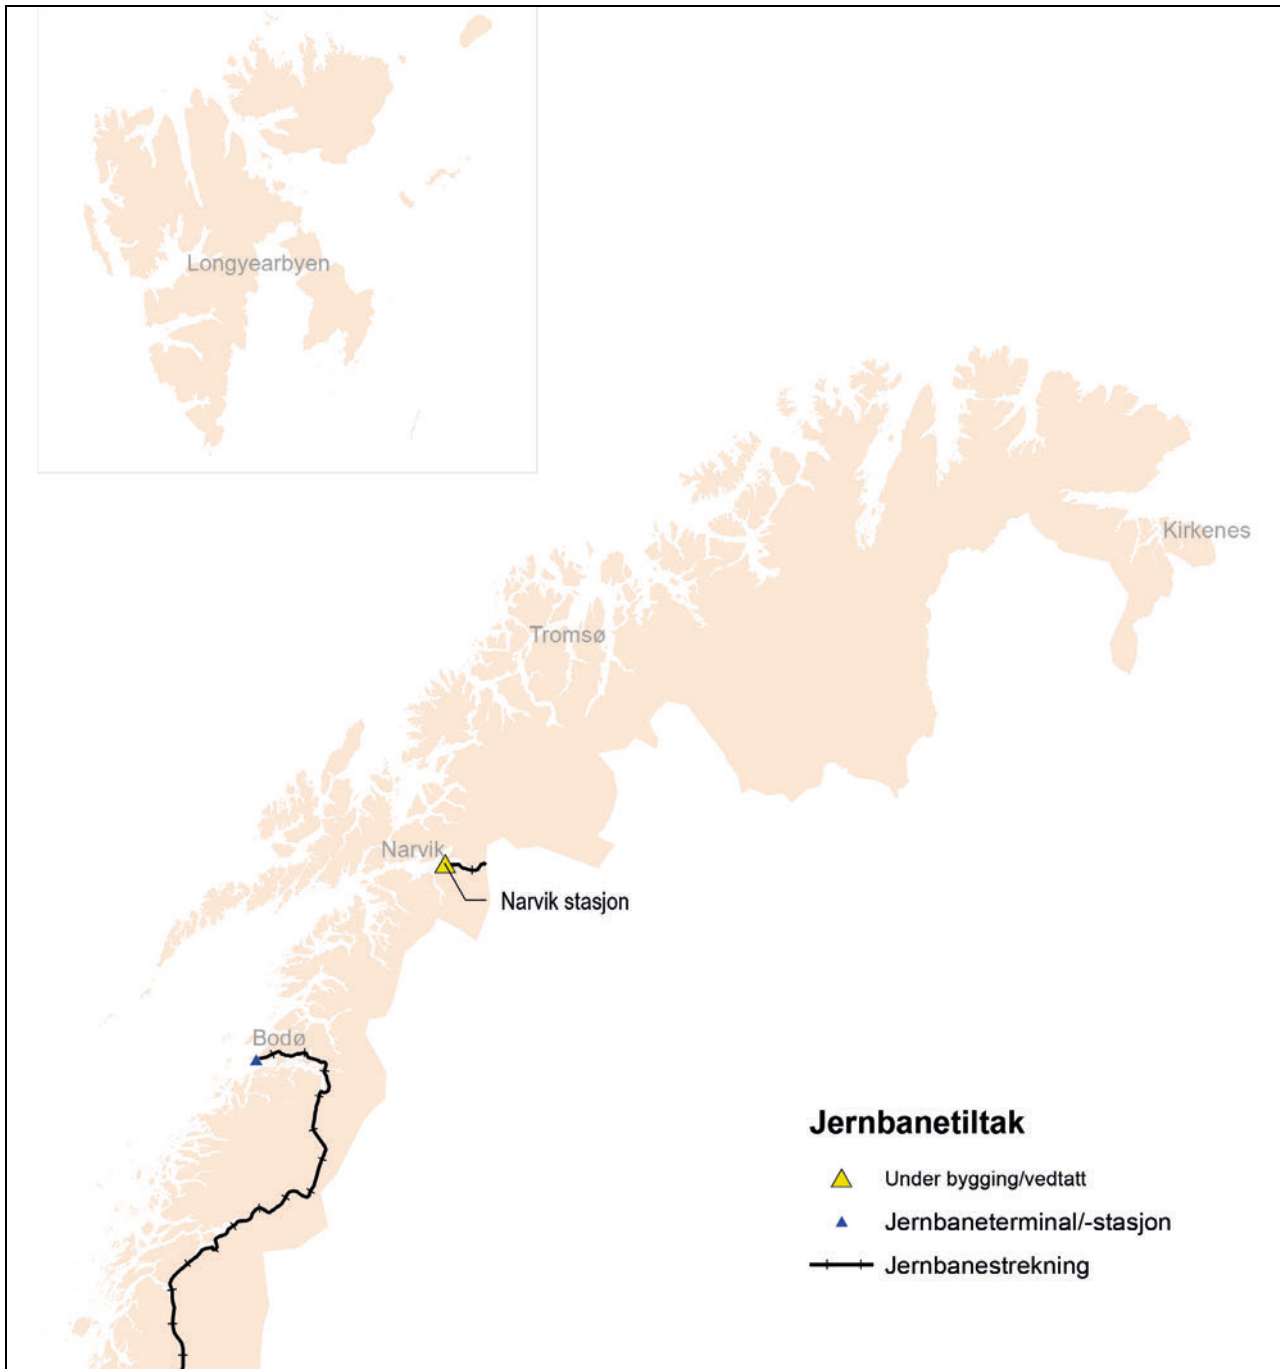 Longyearbyen
Kirkenes
Tromsø
Narvik
Narvik stasjon
Bodø
Jernbanetiltak
Under bygging/vedtatt
Jernbaneterminal/-stasjon
Jernbanestrekning